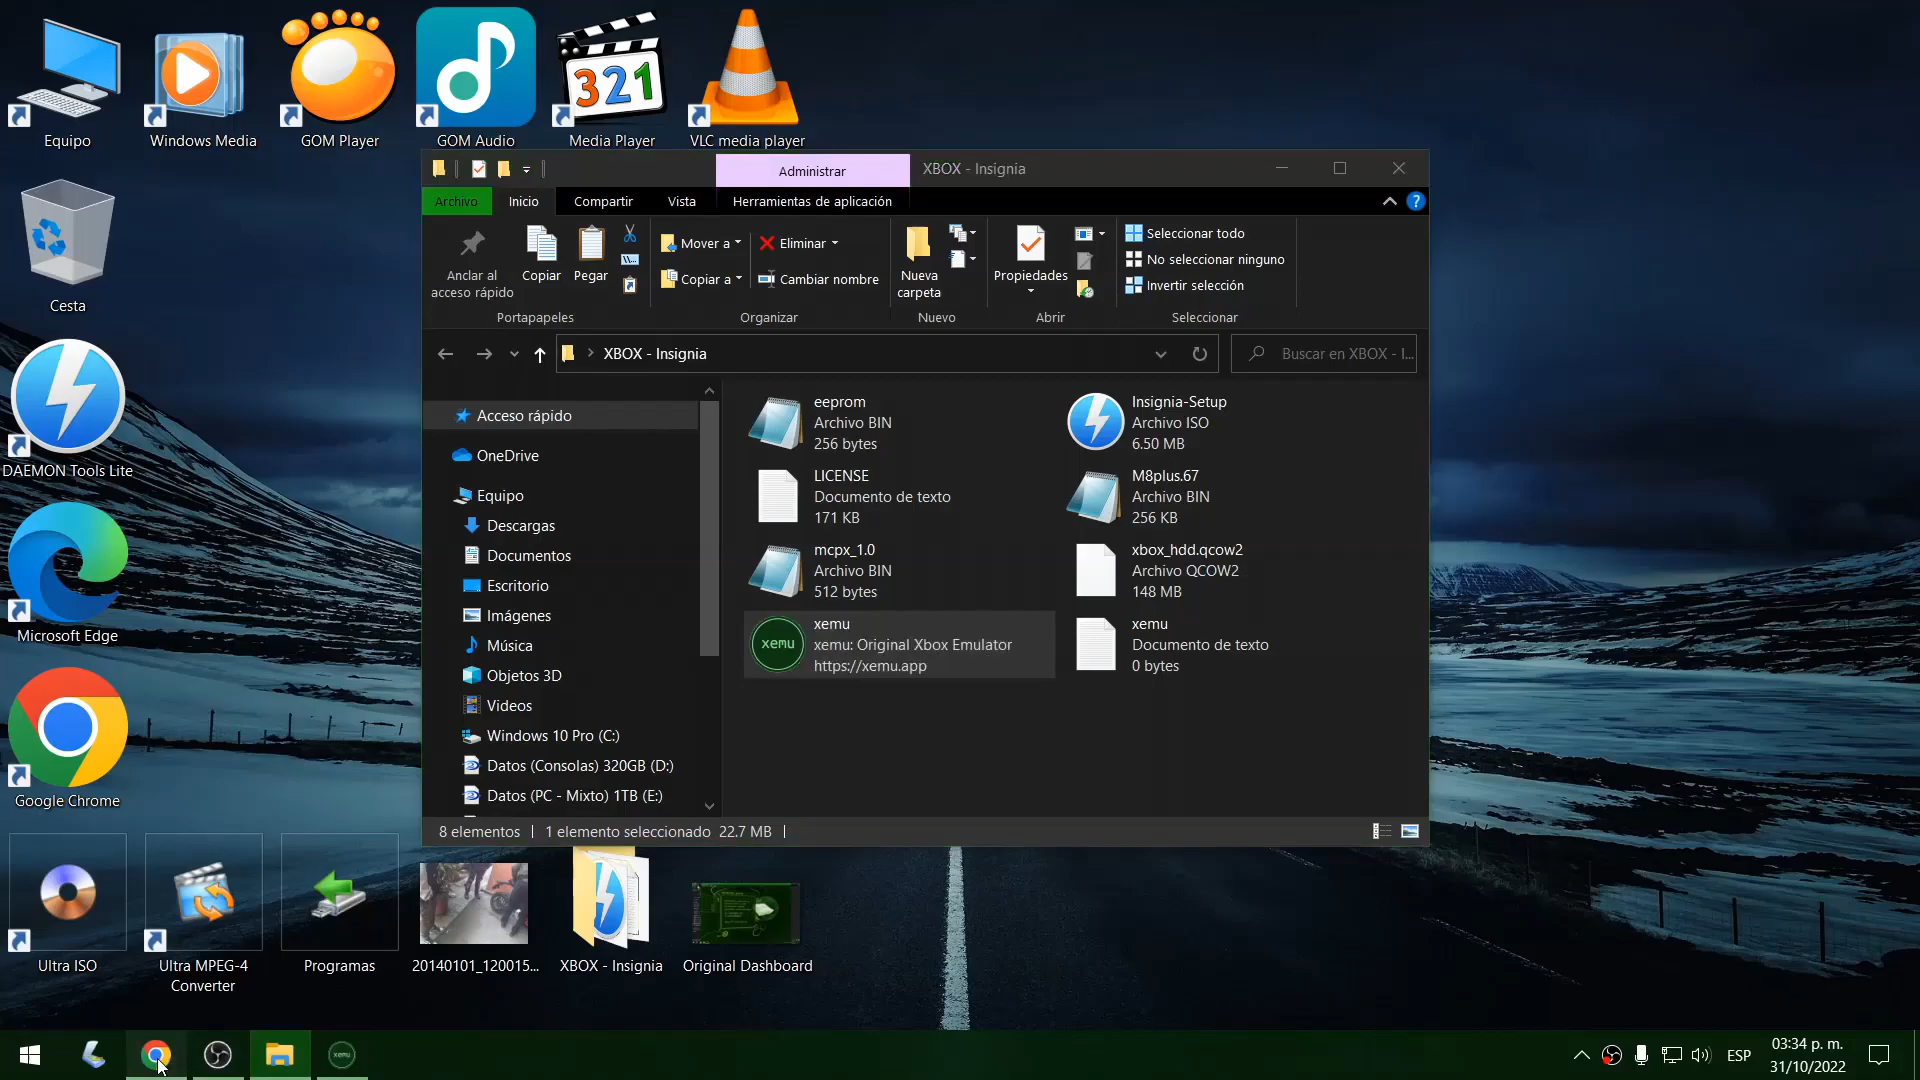 Equipo
Windows Media
GOM Player
GOM Audio
321
Media Player
VLC media player
Cesta
DAEMON Tools Lite
Microsoft Edge
Google Chrome
Ultra ISO
Ultra MPEG-4
Converter
Programas
20140101_120015...
XBOX - Insignia
Original Dashboard
Administrar
XBOX - Insignia
Archivo
Inicio
Compartir
Vista
Herramientas de aplicación
?
Anclar al
acceso rápido
Copiar
Pegar
Mover a
Copiar a
Eliminar
Cambiar nombre
Nueva
carpeta
Propiedades
Seleccionar todo
No seleccionar ninguno
Invertir selección
Portapapeles
Organizar
Nuevo
Abrir
Seleccionar
XBOX - Insignia
Buscar en XBOX - I...
Acceso rápido
OneDrive
Equipo
Descargas
Documentos
Escritorio
Imágenes
Música
Objetos 3D
Videos
Windows 10 Pro (C:)
Datos (Consolas) 320GB (D:)
Datos (PC - Mixto) 1TB (E:)
eeprom
Archivo BIN
256 bytes
Insignia-Setup
Archivo ISO
6.50 MB
LICENSE
Documento de texto
171 KB
M8plus.67
Archivo BIN
256 KB
mcpx_1.0
Archivo BIN
512 bytes
xbox_hdd.qcow2
Archivo QCOW2
148 MB
xemu
xemu
xemu: Original Xbox Emulator
https://xemu.app
xemu
Documento de texto
0 bytes
8 elementos
1 elemento seleccionado 22.7 MB
xemu
ESP
03:34 p. m.
31/10/2022